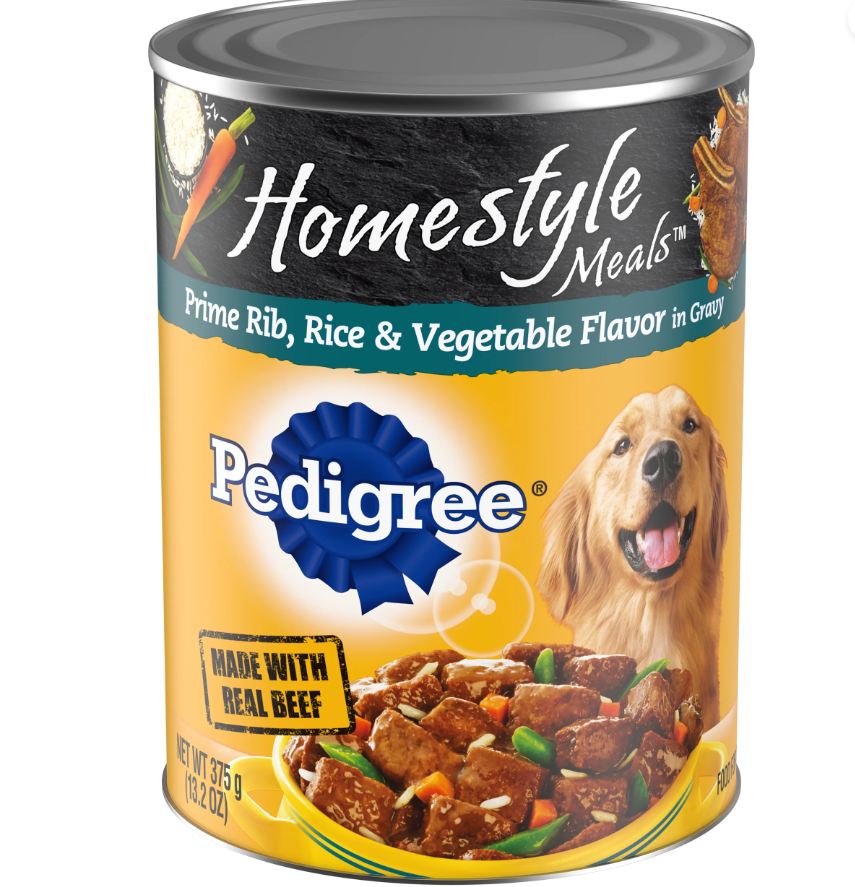 Homestyle
Meals™
Prime Rib, Rice & Vegetable Flavor in Gravy
Pedigree®
MADE WITH
REAL BEEF
NET WT 375 g
(13.2 OZ)
FOOD